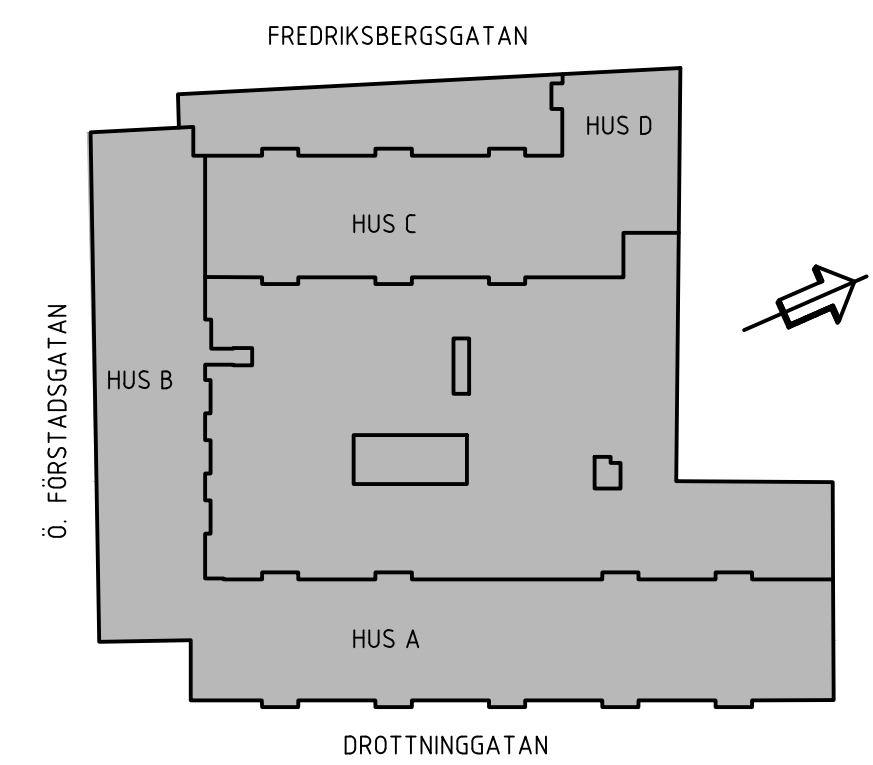 FREDRIKSBERGSGATAN
HUS D
HUS C
Ö. FÖRSTADSGATAN
HUS B
HUS A
DROTTNINGGATAN